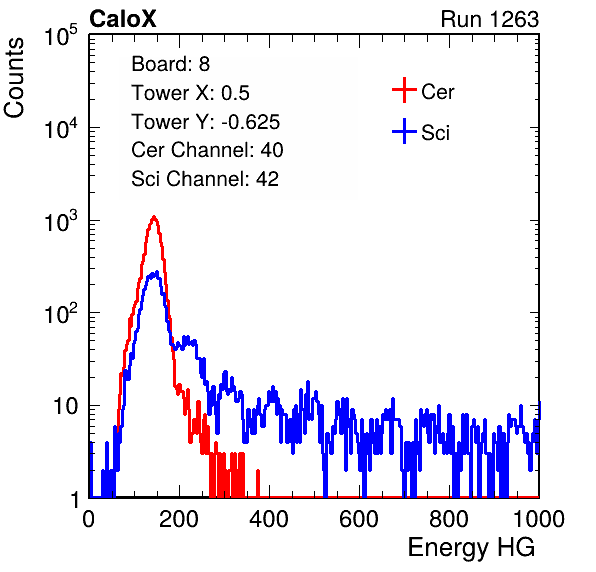 CaloX Run 1263
Counts
10^5
10^4
10^3
10^2
10
1
Board: 8
Tower X: 0.5
Tower Y: -0.625
Cer Channel: 40
Sci Channel: 42
Cer
Sci
0 200 400 600 800 1000
Energy HG